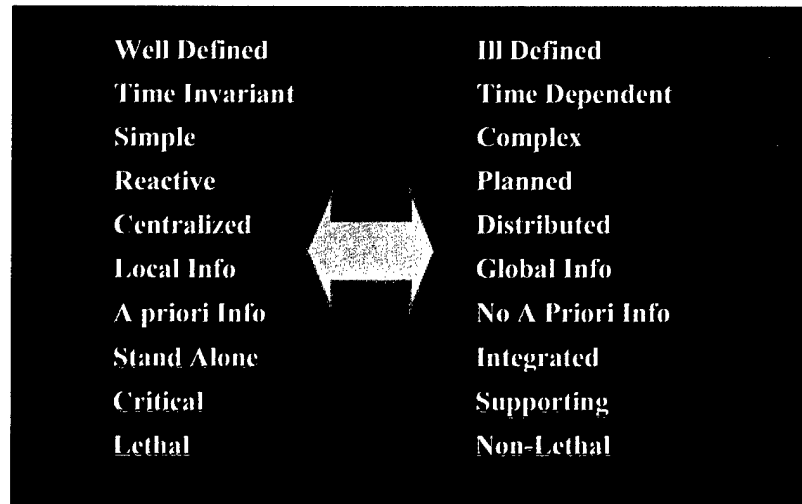 Well Defined
Ill Defined
Time Invariant
Time Dependent
Simple
Complex
Reactive
Planned
Centralized
Distributed
Local Info
Global Info
A priori Info
No A Priori Info
Stand Alone
Integrated
Critical
Supporting
Lethal
Non-Lethal